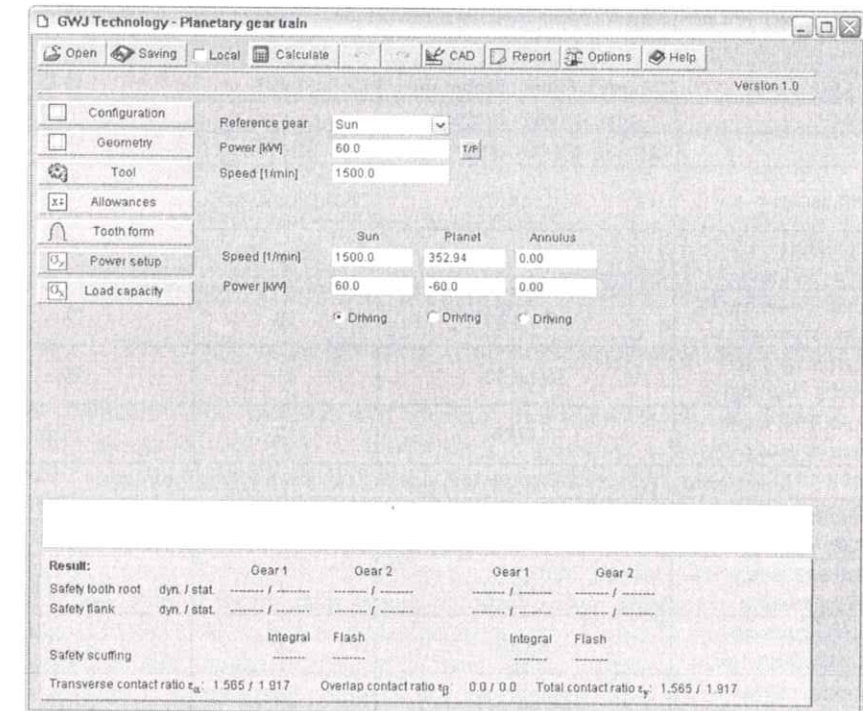 GWJ Technology - Planetary gear train
Open Saving Local Calculate CAD Report Options Help
Version 1.0
Configuration
Geometry
Tool
Allowances
Tooth form
Power setup
Load capacity
Reference gear Sun
Power [kW] 60.0 T/P
Speed [1/min] 1500.0
Sun Planet Annulus
Speed [1/min] 1500.0 352.94 0.00
Power [kW] 60.0 -60.0 0.00
Driving Driving Driving
Result: Gear 1 Gear 2 Gear 1 Gear 2
Safety tooth root dyn. / stat. ------- / ------- ------- / ------- ------- / ------- ------- / -------
Safety flank dyn. / stat. ------- / ------- ------- / ------- ------- / ------- ------- / -------
Integral Flash Integral Flash
Safety scuffing ------- ------- ------- -------
Transverse contact ratio εα: 1.565 / 1.917 Overlap contact ratio εβ: 0.0 / 0.0 Total contact ratio εγ: 1.565 / 1.917